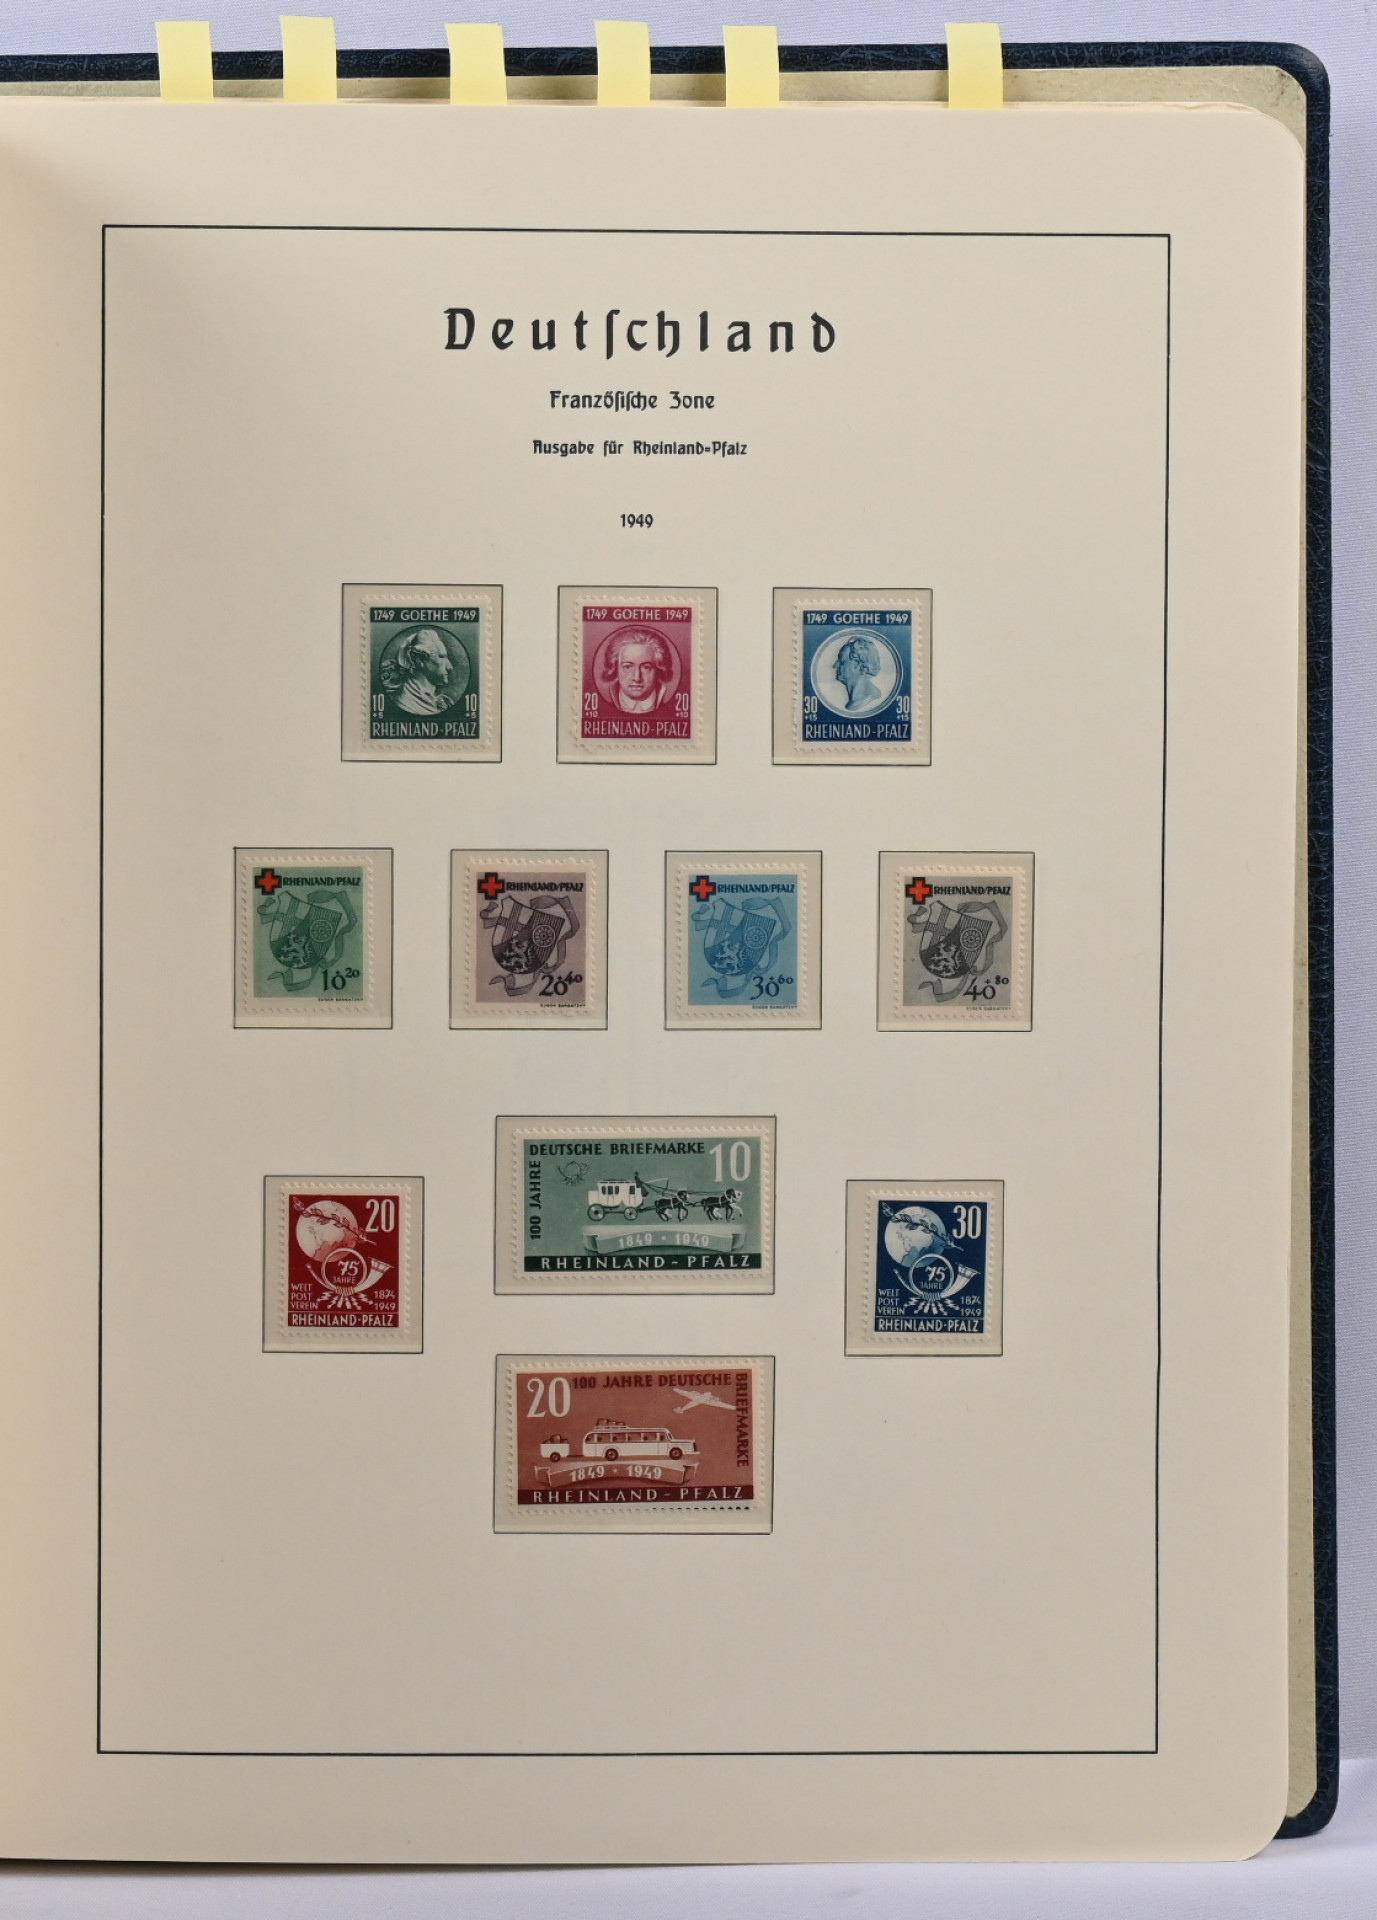 Deutſchland
Franzöſiſche Zone
Ausgabe für Rheinland=Pfalz
1949
1749 GOETHE 1949
10 +5
10 +5
RHEINLAND-PFALZ
1749 GOETHE 1949
20 +10
20 +10
RHEINLAND-PFALZ
1749 GOETHE 1949
30 +15
30 +15
RHEINLAND-PFALZ
RHEINLAND/PFALZ
10+20
RHEINLAND/PFALZ
20+40
RHEINLAND/PFALZ
30+60
RHEINLAND/PFALZ
40+80
20
75
JAHRE
WELT
POST 1874
VEREIN 1949
RHEINLAND-PFALZ
DEUTSCHE BRIEFMARKE
10
100 JAHRE
1849 • 1949
RHEINLAND - PFALZ
30
75
JAHRE
WELT
POST 1874
VEREIN 1949
RHEINLAND-PFALZ
20
100 JAHRE DEUTSCHE
BRIEFMARKE
1849 • 1949
RHEINLAND - PFALZ